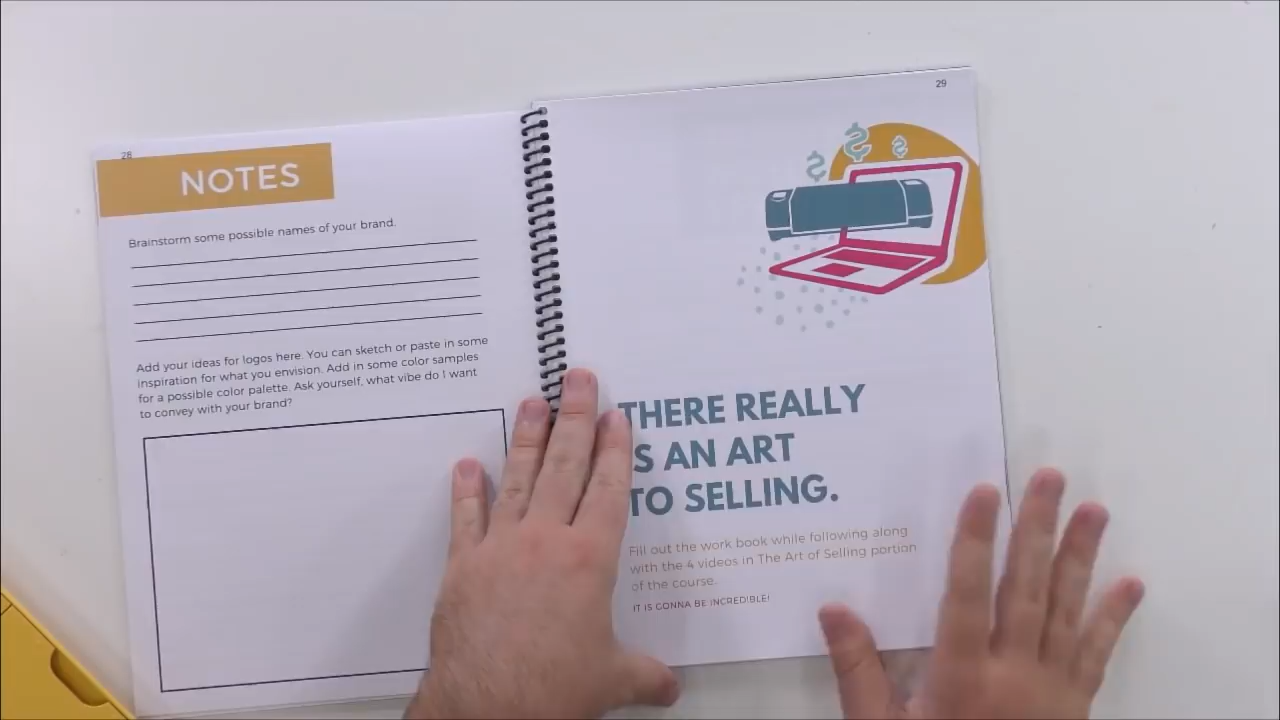 28
NOTES
Brainstorm some possible names of your brand.
Add your ideas for logos here. You can sketch or paste in some
inspiration for what you envision. Add in some color samples
for a possible color palette. Ask yourself, what vibe do I want
to convey with your brand?
29
$ $ $
THERE REALLY
S AN ART
TO SELLING.
Fill out the work book while following along
with the 4 videos in The Art of Selling portion
of the course.
IT IS GONNA BE INCREDIBLE!